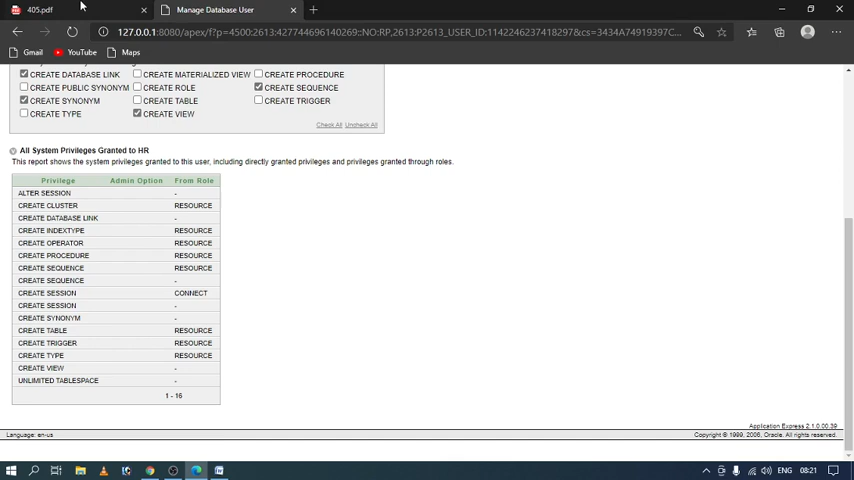 405.pdf
Manage Database User
127.0.0.1:8080/apex/f?p=4500:2613:427744696140269::NO:RP,2613:P2613_USER_ID:1142246237418297&cs=3434A74919397C...
Gmail YouTube Maps
CREATE DATABASE LINK CREATE MATERIALIZED VIEW CREATE PROCEDURE
CREATE PUBLIC SYNONYM CREATE ROLE CREATE SEQUENCE
CREATE SYNONYM CREATE TABLE CREATE TRIGGER
CREATE TYPE CREATE VIEW
Check All Uncheck All
All System Privileges Granted to HR
This report shows the system privileges granted to this user, including directly granted privileges and privileges granted through roles.
Privilege Admin Option From Role
ALTER SESSION -
CREATE CLUSTER RESOURCE
CREATE DATABASE LINK -
CREATE INDEXTYPE RESOURCE
CREATE OPERATOR RESOURCE
CREATE PROCEDURE RESOURCE
CREATE SEQUENCE RESOURCE
CREATE SEQUENCE -
CREATE SESSION CONNECT
CREATE SESSION -
CREATE SYNONYM -
CREATE TABLE RESOURCE
CREATE TRIGGER RESOURCE
CREATE TYPE RESOURCE
CREATE VIEW -
UNLIMITED TABLESPACE -
1 - 16
Application Express 2.1.0.00.39
Language: en-us Copyright © 1999, 2006, Oracle. All rights reserved.
ENG 08:21